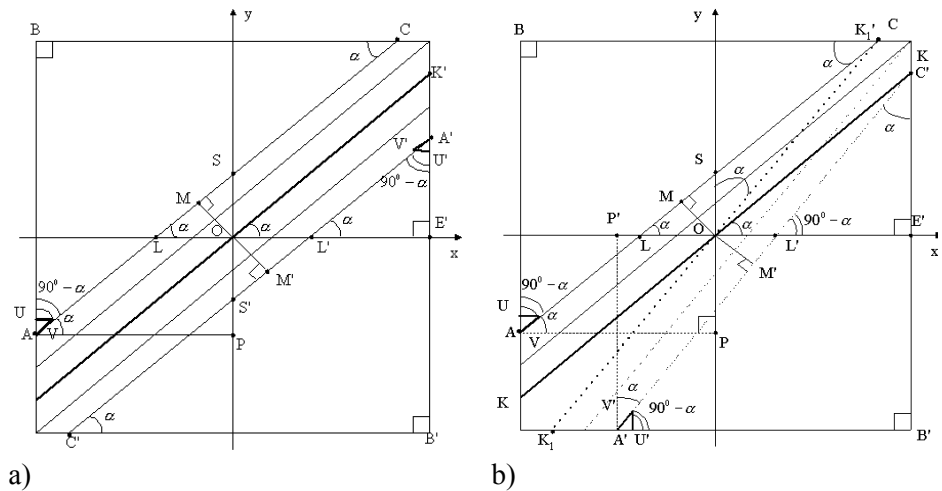 y
B
C
α
K'
A'
V'
U'
S
90⁰ - α
M
O
α
α
α
E'
L
L'
x
M'
90⁰ - α
S'
U
A
V
α
P
α
C''
B'
a)
y
B
K₁'
C
α
K
C'
α
S
α
M
P'
O
90⁰ - α
α
α
E'
L
L'
x
M'
90⁰ - α
U
A
V
α
P
K
α
V'
90⁰ - α
K₁
A'
U'
B'
b)